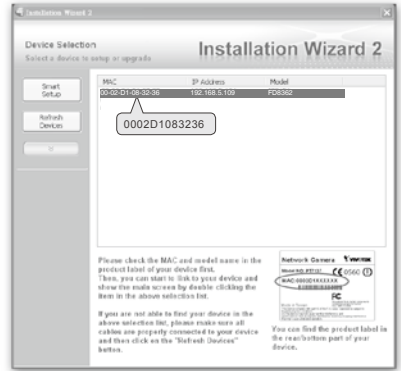 Installation Wizard 2
Device Selection
Select a device to setup or upgrade
Installation Wizard 2
Smart
Setup
Refresh
Devices
MAC IP Address Model
00-02-D1-08-32-36 192.168.5.109 FD8362
0002D1083236
Please check the MAC and model name in the
product label of your device first.
Then, you can start to link to your device and
show the main screen by double clicking the
item in the above selection list.
If you are not able to find your device in the
above selection list, please make sure all
cables are properly connected to your device
and then click on the "Refresh Devices"
button.
Network Camera VIVOTEK
Model NO.
0560
MAC:0002D1XXXXXX
FC
You can find the product label in
the rear/bottom part of your
device.